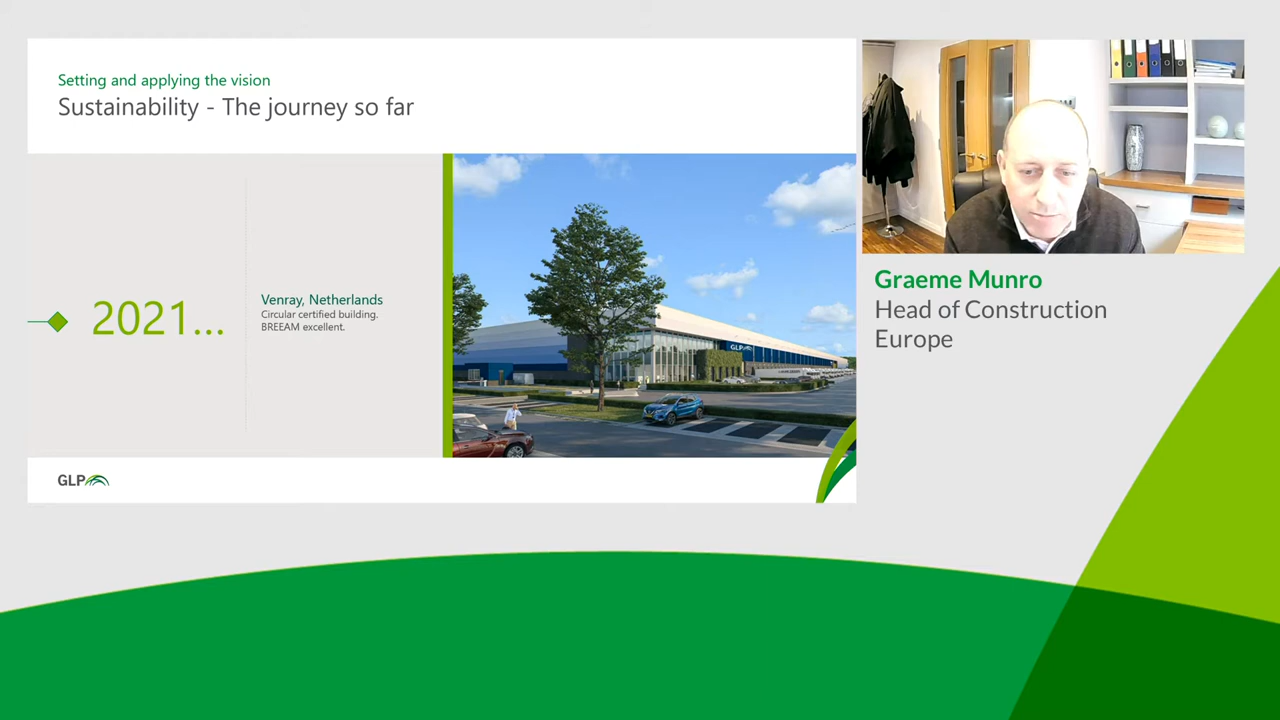 Setting and applying the vision
Sustainability - The journey so far
2021...
Venray, Netherlands
Circular certified building.
BREEAM excellent.
GLP
GLP
Graeme Munro
Head of Construction
Europe